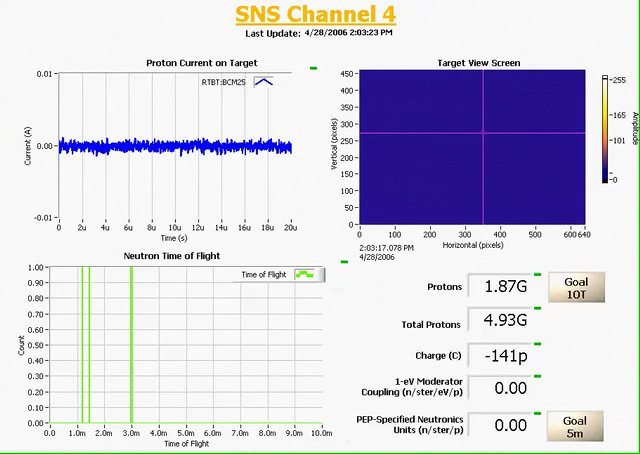 SNS Channel 4
Last Update: 4/28/2006 2:03:23 PM
Proton Current on Target
RTBT:BCM25
0.01
0.00
-0.01
Current (A)
0 2u 4u 6u 8u 10u 12u 14u 16u 18u 20u
Time (s)
Target View Screen
450
400
350
300
250
200
150
100
50
0
Vertical (pixels)
0 100 200 300 400 500 600 640
Horizontal (pixels)
2:03:17.078 PM
4/28/2006
255
165
101
0
Amplitude
Neutron Time of Flight
Time of Flight
1.00
0.90
0.80
0.70
0.60
0.50
0.40
0.30
0.20
0.10
0.00
Count
0.0m 1.0m 2.0m 3.0m 4.0m 5.0m 6.0m 7.0m 8.0m 9.0m 10.0m
Time of Flight
Protons 1.87G Goal
10T
Total Protons 4.93G
Charge (C) -141p
1-eV Moderator
Coupling (n/ster/eV/p) 0.00
PEP-Specified Neutronics
Units (n/ster/p) 0.00
Goal
5m